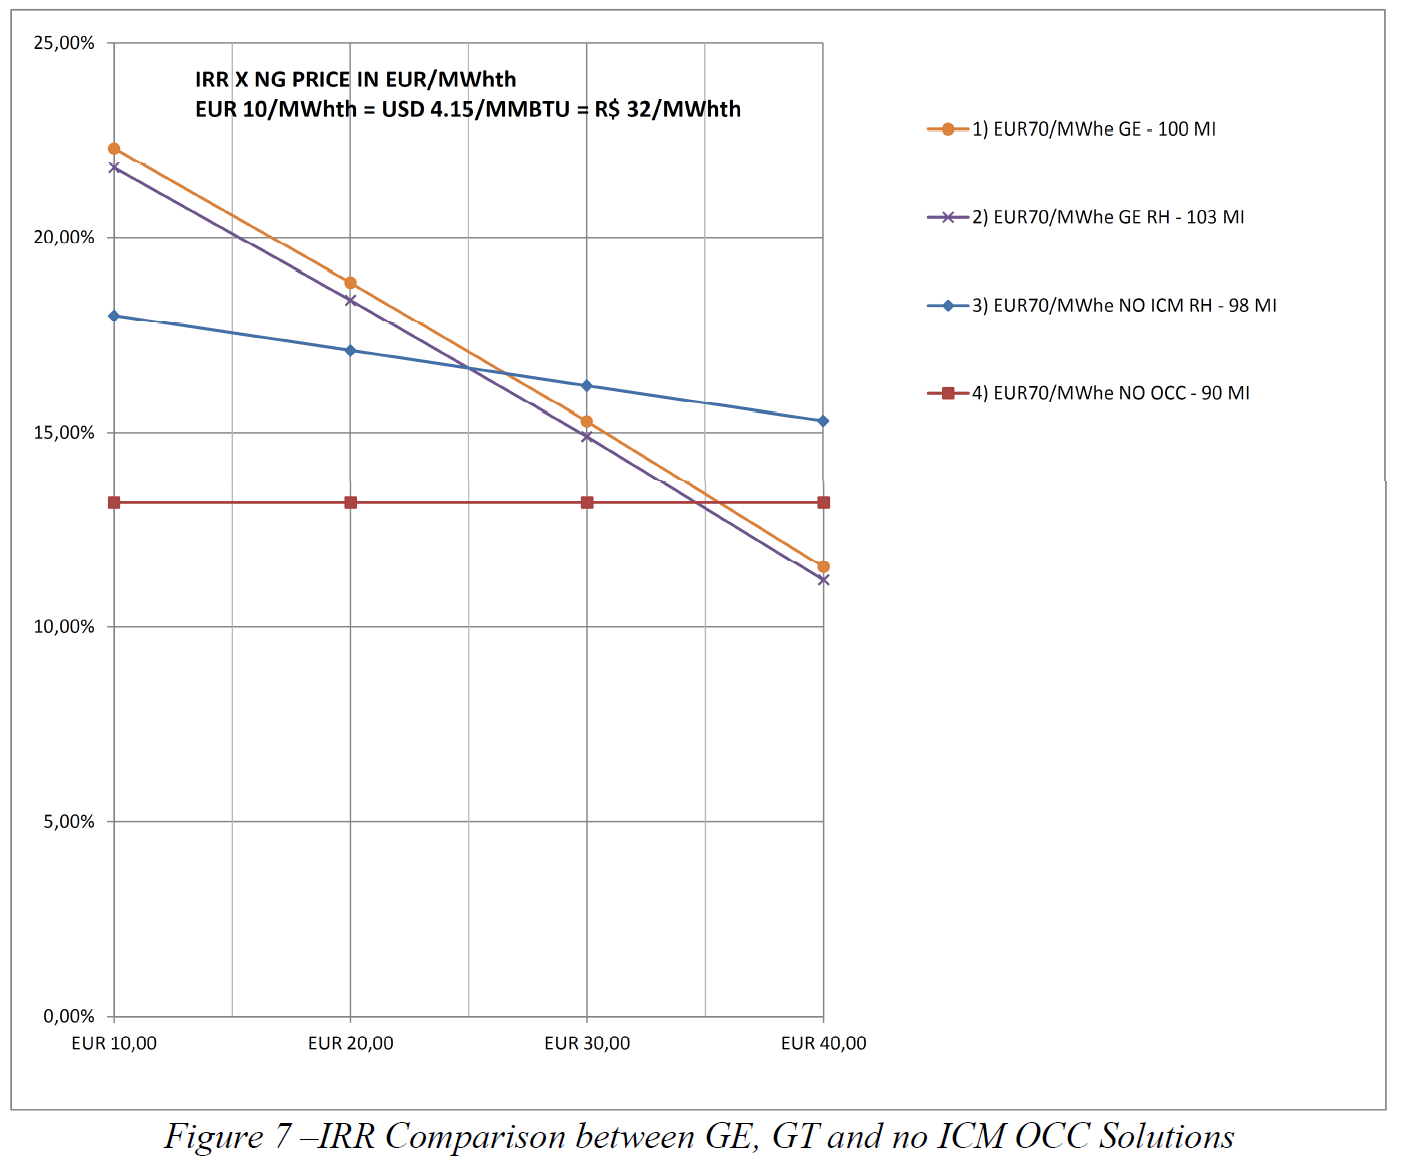 25,00%
IRR X NG PRICE IN EUR/MWhth
EUR 10/MWhth = USD 4.15/MMBTU = R$ 32/MWhth
20,00%
15,00%
10,00%
5,00%
0,00%
EUR 10,00
EUR 20,00
EUR 30,00
EUR 40,00
1) EUR70/MWhe GE - 100 MI
2) EUR70/MWhe GE RH - 103 MI
3) EUR70/MWhe NO ICM RH - 98 MI
4) EUR70/MWhe NO OCC - 90 MI
Figure 7 –IRR Comparison between GE, GT and no ICM OCC Solutions